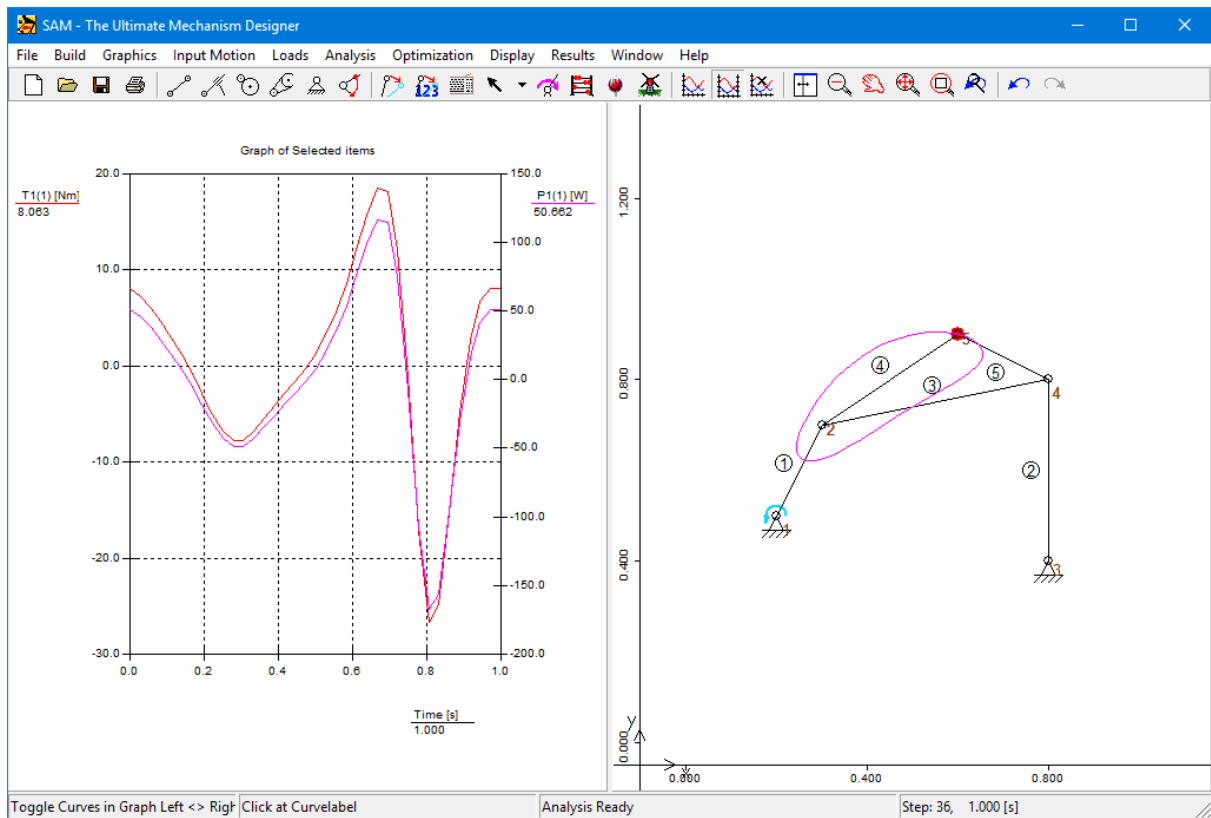 SAM - The Ultimate Mechanism Designer
File Build Graphics Input Motion Loads Analysis Optimization Display Results Window Help
123
Graph of Selected items
T1(1) [Nm]
8.063
P1(1) [W]
50.662
20.0
10.0
0.0
-10.0
-20.0
-30.0
150.0
100.0
50.0
0.0
-50.0
-100.0
-150.0
-200.0
0.0 0.2 0.4 0.6 0.8 1.0
Time [s]
1.000
1.200
0.800
0.400
0.000
y
0.000 0.400 0.800
5
4
3
5
4
2
1
2
1
3
Toggle Curves in Graph Left <> Righ
Click at Curvelabel
Analysis Ready
Step: 36, 1.000 [s]